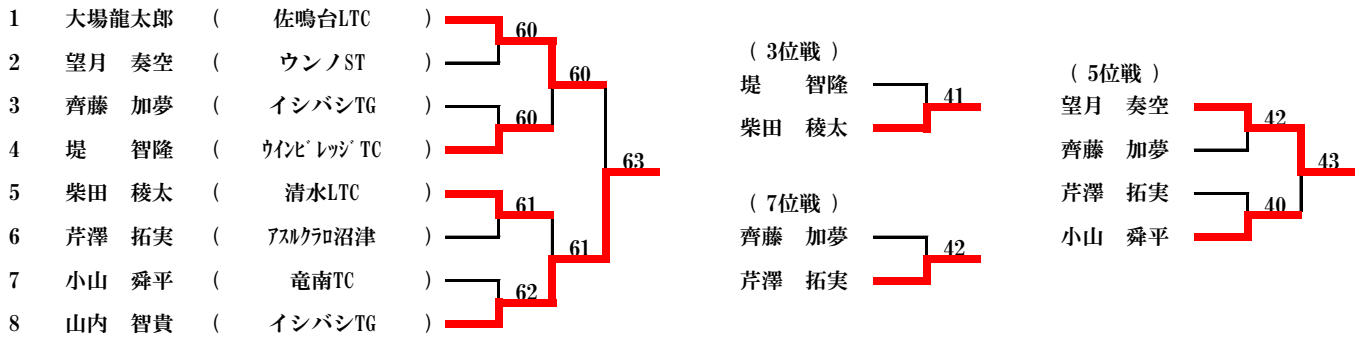 1 大場龍太郎 ( 佐鳴台LTC )
60
2 望月 奏空 ( ウンノST )
60
3 齊藤 加夢 ( イシバシTG )
60
4 堤 智隆 ( ウインビレッジTC )
63
5 柴田 稜太 ( 清水LTC )
61
6 芹澤 拓実 ( アスルクラロ沼津 )
61
7 小山 舜平 ( 竜南TC )
62
8 山内 智貴 ( イシバシTG )
( 3位戦 )
堤 智隆
41
柴田 稜太
( 7位戦 )
齊藤 加夢
42
芹澤 拓実
( 5位戦 )
望月 奏空
42
齊藤 加夢
43
芹澤 拓実
40
小山 舜平